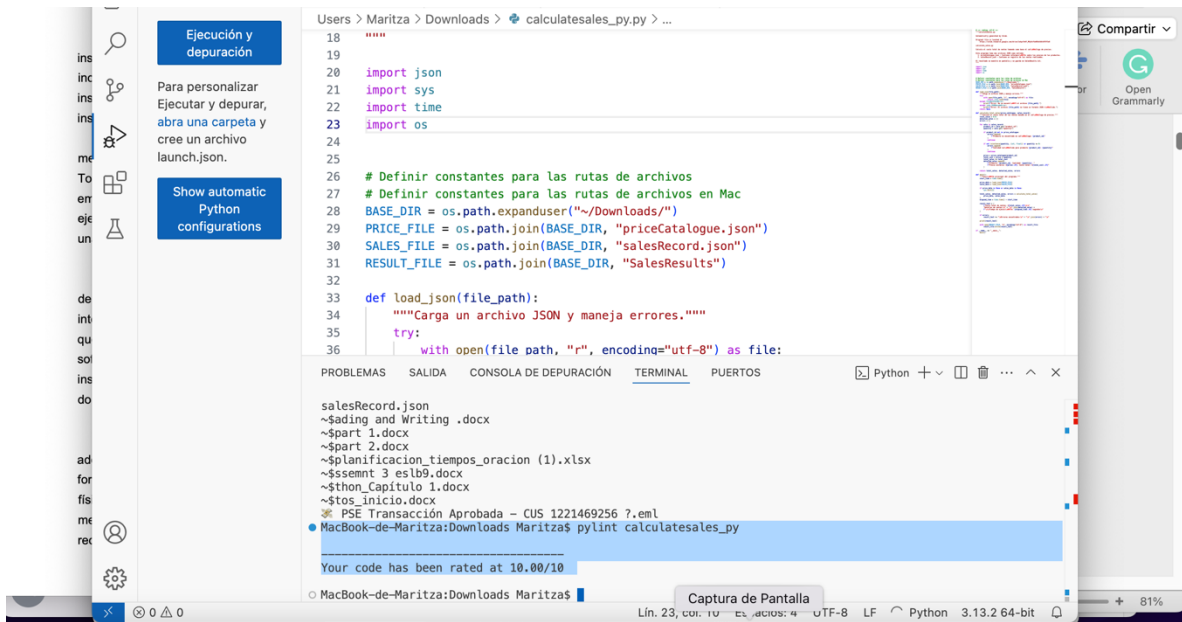 Users > Maritza > Downloads > calculatesales_py.py > ...
Compartir
Open
Grammarly
Ejecución y
depuración
Para personalizar
Ejecutar y depurar,
abra una carpeta y
cree un archivo
launch.json.
Show automatic
Python
configurations
18 """
19
20 import json
21 import sys
22 import time
23 import os
24
25
26 # Definir constantes para las rutas de archivos
27 # Definir constantes para las rutas de archivos en Mac
28 BASE_DIR = os.path.expanduser("~/Downloads/")
29 PRICE_FILE = os.path.join(BASE_DIR, "priceCatalogue.json")
30 SALES_FILE = os.path.join(BASE_DIR, "salesRecord.json")
31 RESULT_FILE = os.path.join(BASE_DIR, "SalesResults")
32
33 def load_json(file_path):
34 """Carga un archivo JSON y maneja errores."""
35 try:
36 with open(file_path, "r", encoding="utf-8") as file:
PROBLEMAS SALIDA CONSOLA DE DEPURACIÓN TERMINAL PUERTOS Python
salesRecord.json
~$ading and Writing .docx
~$part 1.docx
~$part 2.docx
~$planificacion_tiempos_oracion (1).xlsx
~$ssemnt 3 eslb9.docx
~$thon_Capítulo 1.docx
~$tos_inicio.docx
PSE Transacción Aprobada – CUS 1221469256 ?.eml
MacBook-de-Maritza:Downloads Maritza$ pylint calculatesales_py
------------------------------------
Your code has been rated at 10.00/10
MacBook-de-Maritza:Downloads Maritza$
Captura de Pantalla
0 0 Lín. 23, col. 10 Espacios: 4 UTF-8 LF Python 3.13.2 64-bit
81%